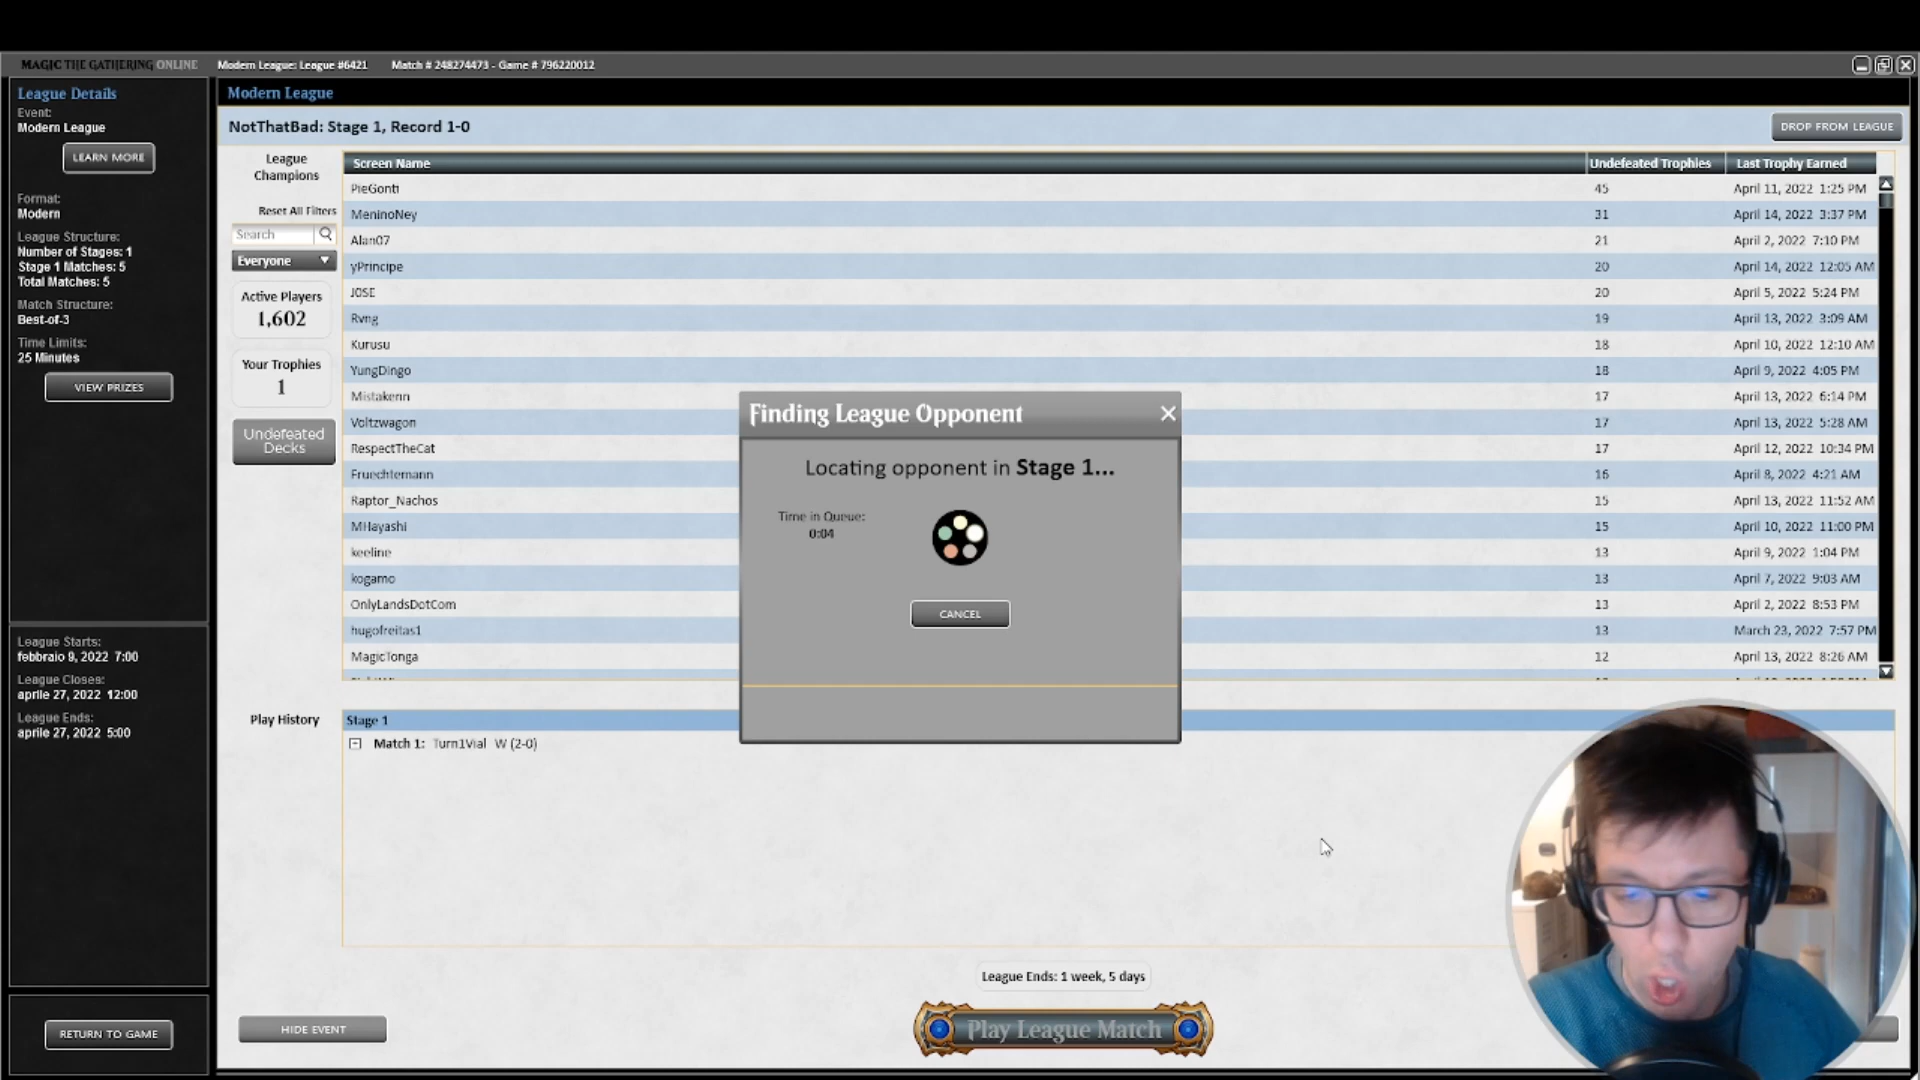 MAGIC THE GATHERING ONLINE
Modern League: League #6421
Match # 248274473 - Game # 796220012
League Details
Event:
Modern League
LEARN MORE
Format:
Modern
League Structure:
Number of Stages: 1
Stage 1 Matches: 5
Total Matches: 5
Match Structure:
Best-of-3
Time Limits:
25 Minutes
VIEW PRIZES
League Starts:
febbraio 9, 2022 7:00
League Closes:
aprile 27, 2022 12:00
League Ends:
aprile 27, 2022 5:00
RETURN TO GAME
Modern League
NotThatBad: Stage 1, Record 1-0
DROP FROM LEAGUE
League
Champions
Reset All Filters
Search
Everyone
Active Players
1,602
Your Trophies
1
Undefeated
Decks
Screen Name Undefeated Trophies Last Trophy Earned
PieGonti 45 April 11, 2022 1:25 PM
MeninoNey 31 April 14, 2022 3:37 PM
Alan07 21 April 2, 2022 7:10 PM
yPrincipe 20 April 14, 2022 12:05 AM
J0SE 20 April 5, 2022 5:24 PM
Rvng 19 April 13, 2022 3:09 AM
Kurusu 18 April 10, 2022 12:10 AM
YungDingo 18 April 9, 2022 4:05 PM
Mistakenn 17 April 13, 2022 6:14 PM
Voltzwagon 17 April 13, 2022 5:28 AM
RespectTheCat 17 April 12, 2022 10:34 PM
Fruechtemann 16 April 8, 2022 4:21 AM
Raptor_Nachos 15 April 13, 2022 11:52 AM
MHayashi 15 April 10, 2022 11:00 PM
keeline 13 April 9, 2022 1:04 PM
kogamo 13 April 7, 2022 9:03 AM
OnlyLandsDotCom 13 April 2, 2022 8:53 PM
hugofreitas1 13 March 23, 2022 7:57 PM
MagicTonga 12 April 13, 2022 8:26 AM
Finding League Opponent
Locating opponent in Stage 1...
Time in Queue:
0:04
CANCEL
Play History
Stage 1
Match 1: Turn1Vial W (2-0)
League Ends: 1 week, 5 days
HIDE EVENT
Play League Match